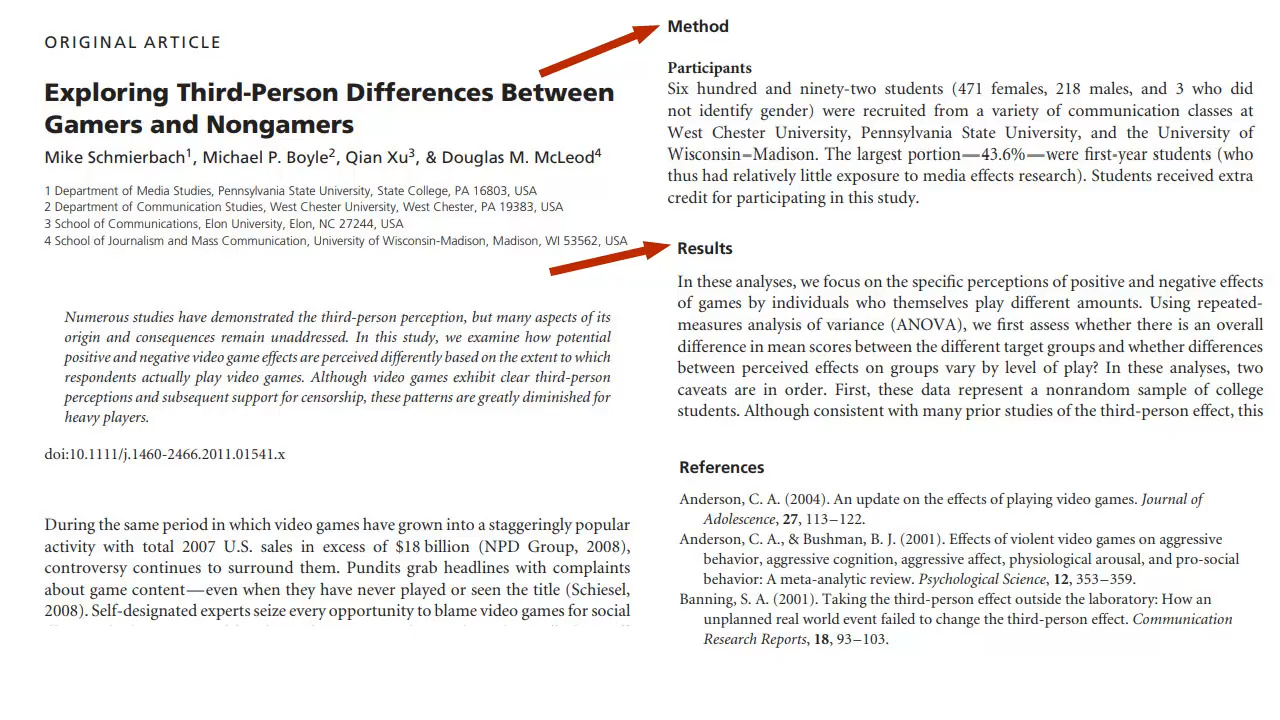 ORIGINAL ARTICLE
Exploring Third-Person Differences Between
Gamers and Nongamers
Mike Schmierbach1, Michael P. Boyle2, Qian Xu3, & Douglas M. McLeod4
1 Department of Media Studies, Pennsylvania State University, State College, PA 16803, USA
2 Department of Communication Studies, West Chester University, West Chester, PA 19383, USA
3 School of Communications, Elon University, Elon, NC 27244, USA
4 School of Journalism and Mass Communication, University of Wisconsin-Madison, Madison, WI 53562, USA
Numerous studies have demonstrated the third-person perception, but many aspects of its
origin and consequences remain unaddressed. In this study, we examine how potential
positive and negative video game effects are perceived differently based on the extent to which
respondents actually play video games. Although video games exhibit clear third-person
perceptions and subsequent support for censorship, these patterns are greatly diminished for
heavy players.
doi:10.1111/j.1460-2466.2011.01541.x
During the same period in which video games have grown into a staggeringly popular
activity with total 2007 U.S. sales in excess of $18 billion (NPD Group, 2008),
controversy continues to surround them. Pundits grab headlines with complaints
about game content—even when they have never played or seen the title (Schiesel,
2008). Self-designated experts seize every opportunity to blame video games for social
Method
Participants
Six hundred and ninety-two students (471 females, 218 males, and 3 who did
not identify gender) were recruited from a variety of communication classes at
West Chester University, Pennsylvania State University, and the University of
Wisconsin–Madison. The largest portion—43.6%—were first-year students (who
thus had relatively little exposure to media effects research). Students received extra
credit for participating in this study.
Results
In these analyses, we focus on the specific perceptions of positive and negative effects
of games by individuals who themselves play different amounts. Using repeated-
measures analysis of variance (ANOVA), we first assess whether there is an overall
difference in mean scores between the different target groups and whether differences
between perceived effects on groups vary by level of play? In these analyses, two
caveats are in order. First, these data represent a nonrandom sample of college
students. Although consistent with many prior studies of the third-person effect, this
References
Anderson, C. A. (2004). An update on the effects of playing video games. Journal of
Adolescence, 27, 113–122.
Anderson, C. A., & Bushman, B. J. (2001). Effects of violent video games on aggressive
behavior, aggressive cognition, aggressive affect, physiological arousal, and pro-social
behavior: A meta-analytic review. Psychological Science, 12, 353–359.
Banning, S. A. (2001). Taking the third-person effect outside the laboratory: How an
unplanned real world event failed to change the third-person effect. Communication
Research Reports, 18, 93–103.